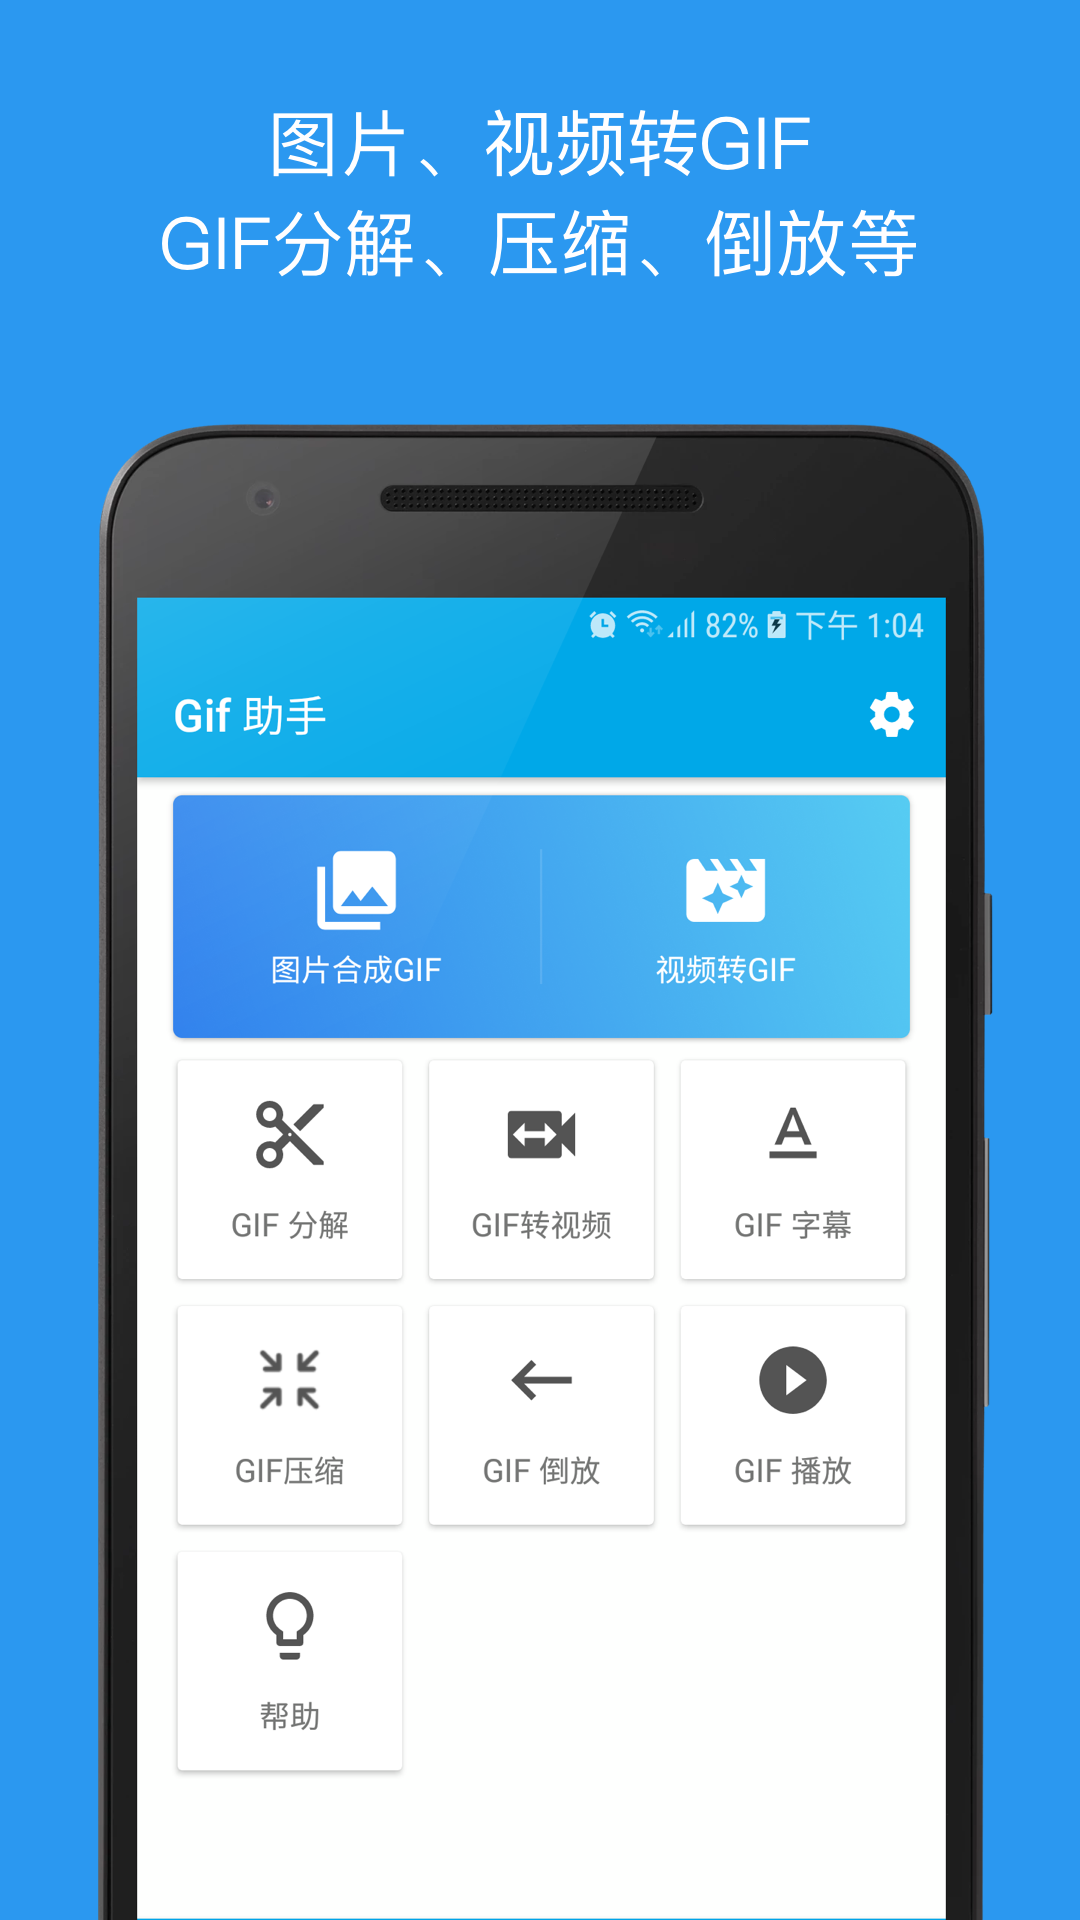 图片、视频转GIF
GIF分解、压缩、倒放等
82% 下午 1:04
Gif 助手
图片合成GIF 视频转GIF
GIF 分解 GIF转视频 GIF 字幕
GIF压缩 GIF 倒放 GIF 播放
帮助